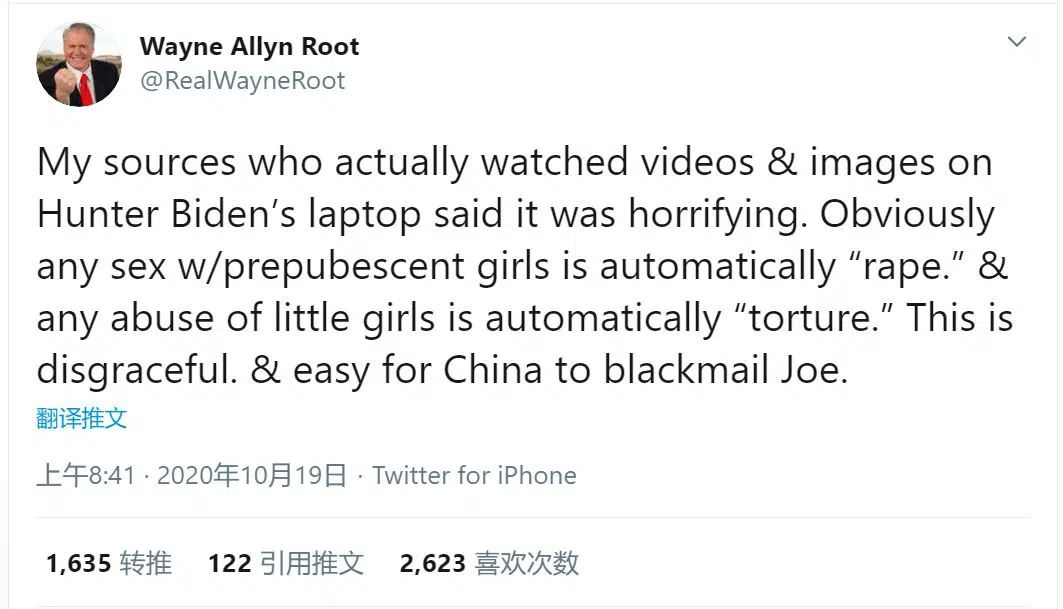 Wayne Allyn Root
@RealWayneRoot
My sources who actually watched videos & images on
Hunter Biden’s laptop said it was horrifying. Obviously
any sex w/prepubescent girls is automatically “rape.” &
any abuse of little girls is automatically “torture.” This is
disgraceful. & easy for China to blackmail Joe.
翻译推文
上午8:41 · 2020年10月19日 · Twitter for iPhone
1,635 转推 122 引用推文 2,623 喜欢次数